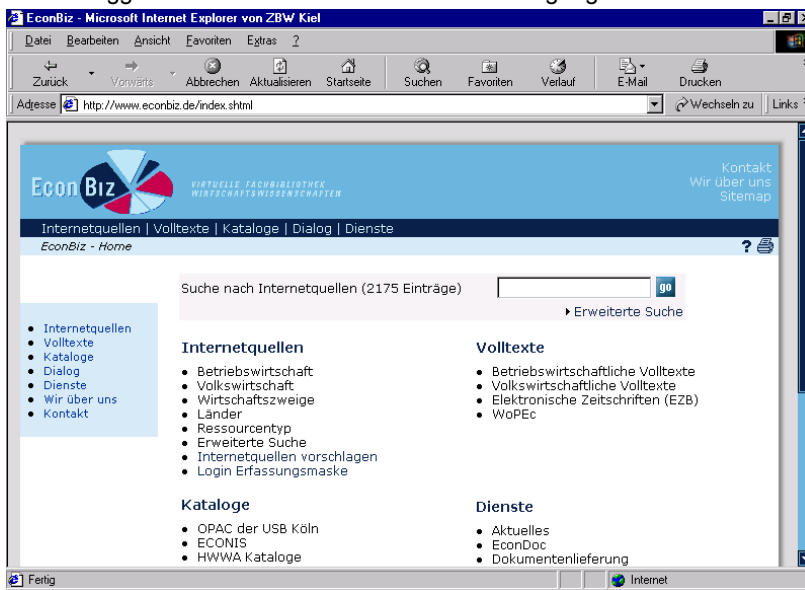 EconBiz - Microsoft Internet Explorer von ZBW Kiel
Datei Bearbeiten Ansicht Favoriten Extras ?
Zurück Vorwärts Abbrechen Aktualisieren Startseite Suchen Favoriten Verlauf E-Mail Drucken
Adresse http://www.econbiz.de/index.shtml Wechseln zu Links
Econ Biz
VIRTUELLE FACHBIBLIOTHEK
WIRTSCHAFTSWISSENSCHAFTEN
Kontakt
Wir über uns
Sitemap
Internetquellen | Volltexte | Kataloge | Dialog | Dienste
EconBiz - Home ?
Suche nach Internetquellen (2175 Einträge) go
Erweiterte Suche
• Internetquellen
• Volltexte
• Kataloge
• Dialog
• Dienste
• Wir über uns
• Kontakt
Internetquellen
• Betriebswirtschaft
• Volkswirtschaft
• Wirtschaftszweige
• Länder
• Ressourcentyp
• Erweiterte Suche
• Internetquellen vorschlagen
• Login Erfassungsmaske
Volltexte
• Betriebswirtschaftliche Volltexte
• Volkswirtschaftliche Volltexte
• Elektronische Zeitschriften (EZB)
• WoPEc
Kataloge
• OPAC der USB Köln
• ECONIS
• HWWA Kataloge
Dienste
• Aktuelles
• EconDoc
• Dokumentenlieferung
Fertig Internet